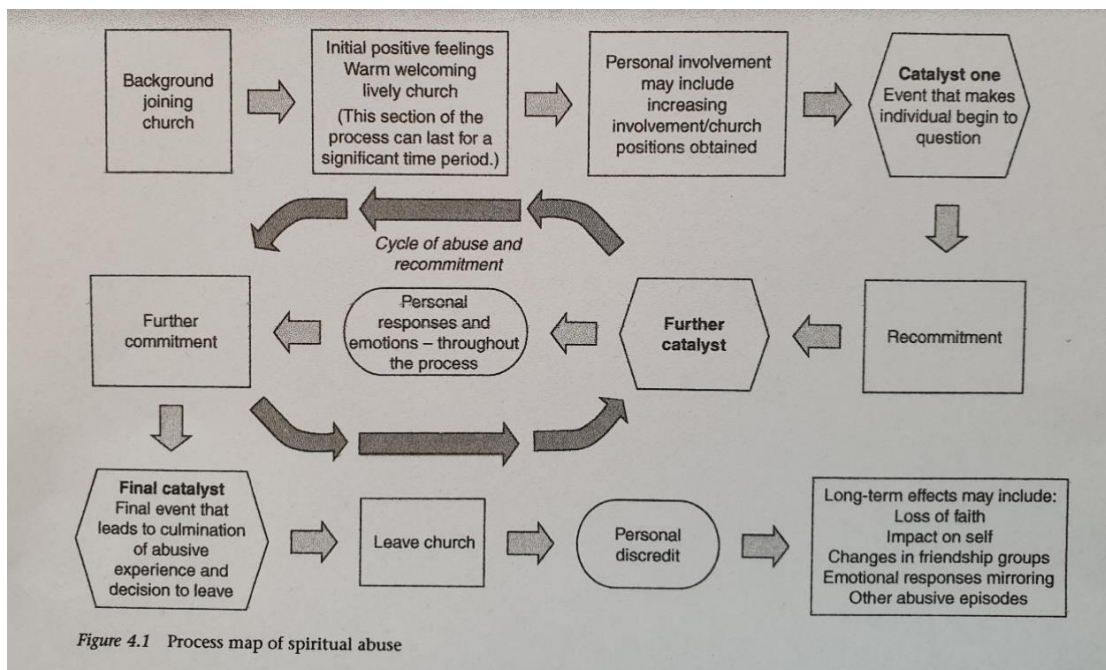 Background
joining
church
Initial positive feelings
Warm welcoming
lively church
(This section of the
process can last for a
significant time period.)
Personal involvement
may include
increasing
involvement/church
positions obtained
Catalyst one
Event that makes
individual begin to
question
Cycle of abuse and
recommitment
Further
commitment
Personal
responses and
emotions – throughout
the process
Further
catalyst
Recommitment
Final catalyst
Final event that
leads to culmination
of abusive
experience and
decision to leave
Leave church
Personal
discredit
Long-term effects may include:
Loss of faith
Impact on self
Changes in friendship groups
Emotional responses mirroring
Other abusive episodes
Figure 4.1 Process map of spiritual abuse